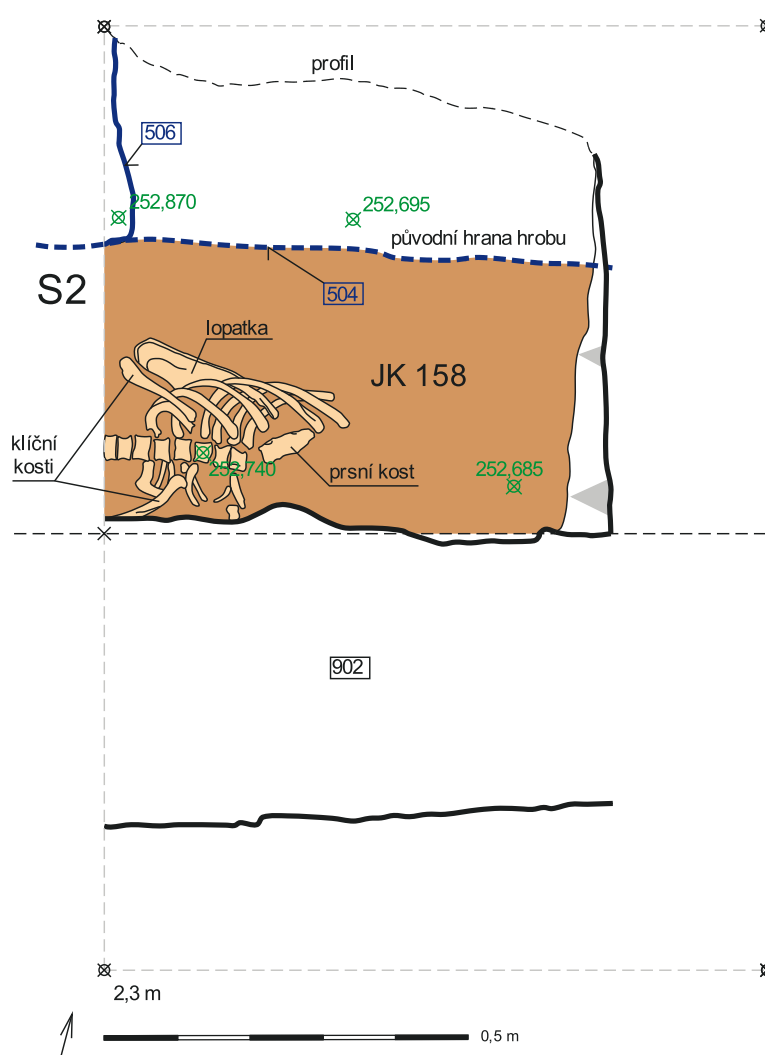 profil
506
252,870
252,695
původní hrana hrobu
S2
504
lopatka
JK 158
klíční
kosti
252,740
prsní kost
252,685
902
2,3 m
0,5 m